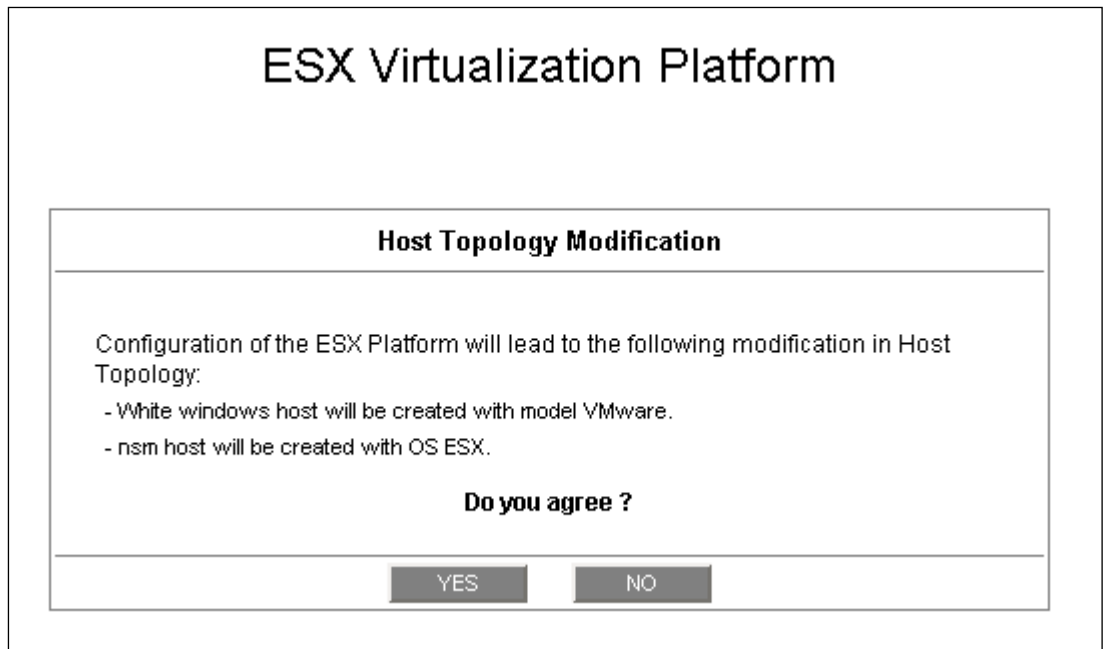 ESX Virtualization Platform
Host Topology Modification
Configuration of the ESX Platform will lead to the following modification in Host
Topology:
- White windows host will be created with model VMware.
- nsm host will be created with OS ESX.
Do you agree ?
YES
NO